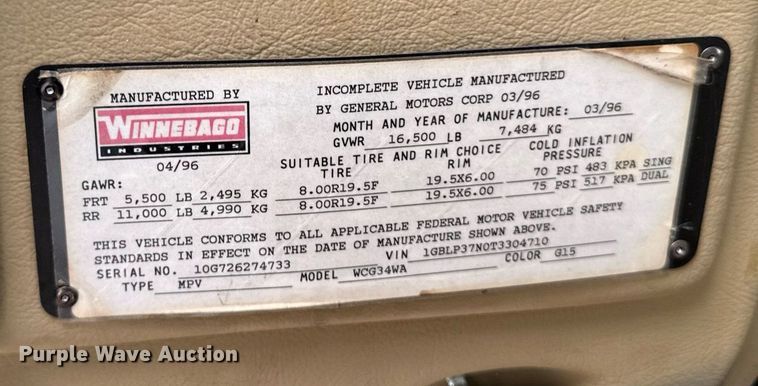 MANUFACTURED BY
WINNEBAGO
INDUSTRIES
04/96
INCOMPLETE VEHICLE MANUFACTURED
BY GENERAL MOTORS CORP 03/96
MONTH AND YEAR OF MANUFACTURE: 03/96
GVWR 16,500 LB 7,484 KG
SUITABLE TIRE AND RIM CHOICE COLD INFLATION
GAWR: TIRE RIM PRESSURE
FRT 5,500 LB 2,495 KG 8.00R19.5F 19.5X6.00 70 PSI 483 KPA SING
RR 11,000 LB 4,990 KG 8.00R19.5F 19.5X6.00 75 PSI 517 KPA DUAL
THIS VEHICLE CONFORMS TO ALL APPLICABLE FEDERAL MOTOR VEHICLE SAFETY
STANDARDS IN EFFECT ON THE DATE OF MANUFACTURE SHOWN ABOVE.
SERIAL NO. 10G726274733 VIN 1GBLP37N0T3304710
TYPE MPV MODEL WCG34WA COLOR G15
Purple Wave Auction